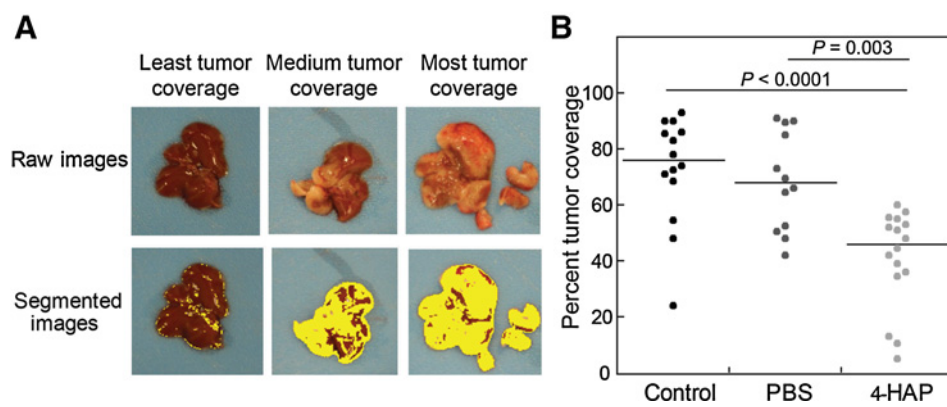 A
Least tumor
coverage
Medium tumor
coverage
Most tumor
coverage
Raw images
Segmented
images
B
P = 0.003
P < 0.0001
Percent tumor coverage
100
80
60
40
20
0
Control
PBS
4-HAP